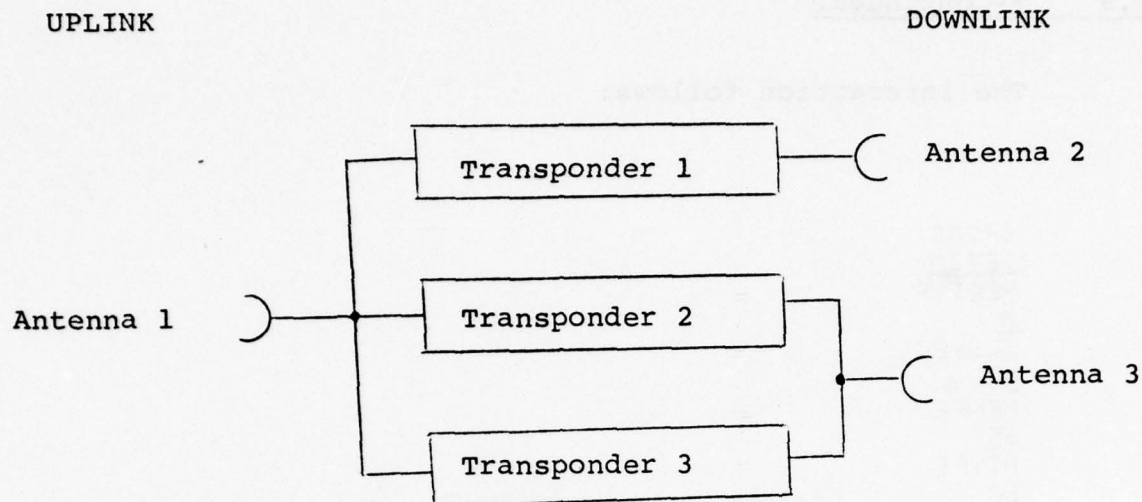 UPLINK
DOWNLINK
The interaction follows:
Transponder 1
Antenna 2
Antenna 1
Transponder 2
Antenna 3
Transponder 3